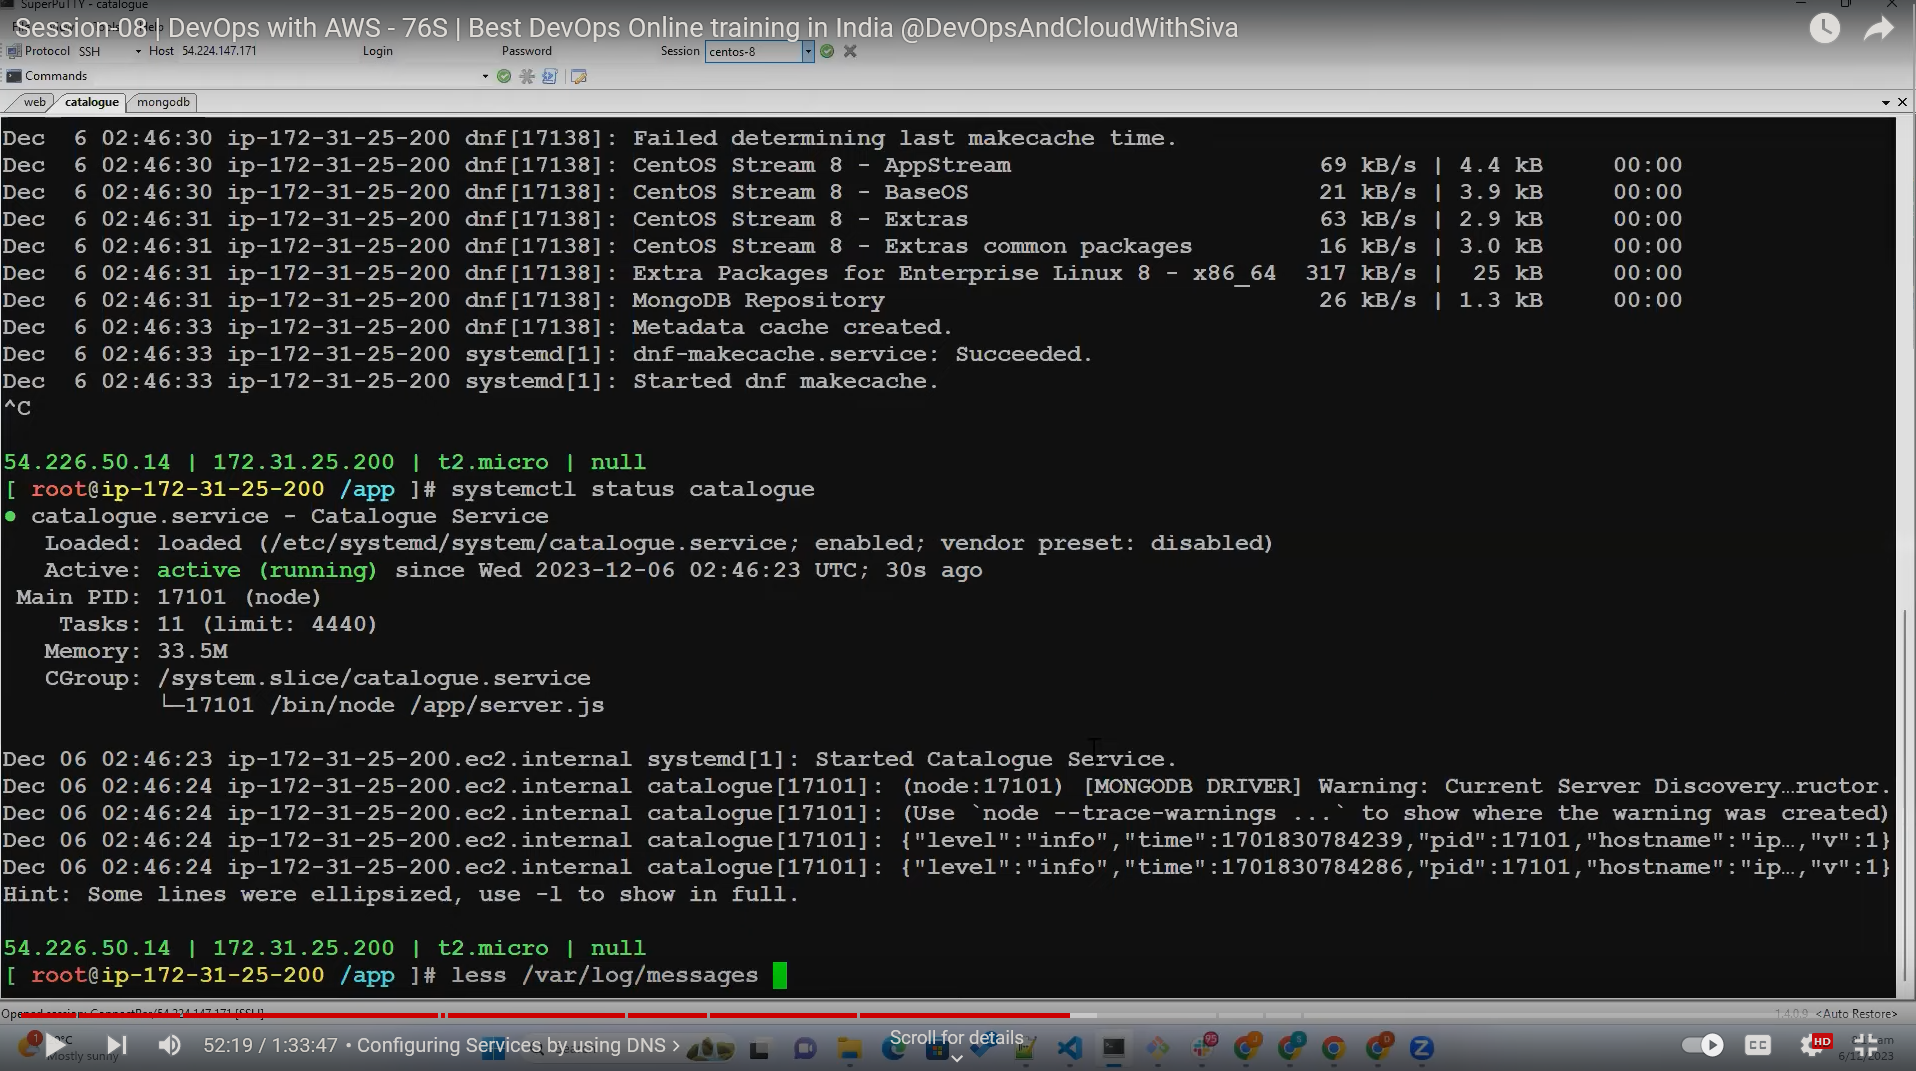 SuperPuTTY - catalogue
Session 08 | DevOps with AWS - 76S | Best DevOps Online training in India @DevOpsAndCloudWithSiva
Protocol SSH Host 54.224.147.171 Login Password Session centos-8
Commands
web catalogue mongodb
Dec  6 02:46:30 ip-172-31-25-200 dnf[17138]: Failed determining last makecache time.
Dec  6 02:46:30 ip-172-31-25-200 dnf[17138]: CentOS Stream 8 - AppStream 69 kB/s | 4.4 kB 00:00
Dec  6 02:46:30 ip-172-31-25-200 dnf[17138]: CentOS Stream 8 - BaseOS 21 kB/s | 3.9 kB 00:00
Dec  6 02:46:31 ip-172-31-25-200 dnf[17138]: CentOS Stream 8 - Extras 63 kB/s | 2.9 kB 00:00
Dec  6 02:46:31 ip-172-31-25-200 dnf[17138]: CentOS Stream 8 - Extras common packages 16 kB/s | 3.0 kB 00:00
Dec  6 02:46:31 ip-172-31-25-200 dnf[17138]: Extra Packages for Enterprise Linux 8 - x86_64 317 kB/s | 25 kB 00:00
Dec  6 02:46:31 ip-172-31-25-200 dnf[17138]: MongoDB Repository 26 kB/s | 1.3 kB 00:00
Dec  6 02:46:33 ip-172-31-25-200 dnf[17138]: Metadata cache created.
Dec  6 02:46:33 ip-172-31-25-200 systemd[1]: dnf-makecache.service: Succeeded.
Dec  6 02:46:33 ip-172-31-25-200 systemd[1]: Started dnf makecache.
^C
54.226.50.14 | 172.31.25.200 | t2.micro | null
[ root@ip-172-31-25-200 /app ]# systemctl status catalogue
● catalogue.service - Catalogue Service
Loaded: loaded (/etc/systemd/system/catalogue.service; enabled; vendor preset: disabled)
Active: active (running) since Wed 2023-12-06 02:46:23 UTC; 30s ago
Main PID: 17101 (node)
Tasks: 11 (limit: 4440)
Memory: 33.5M
CGroup: /system.slice/catalogue.service
└─17101 /bin/node /app/server.js
Dec 06 02:46:23 ip-172-31-25-200.ec2.internal systemd[1]: Started Catalogue Service.
Dec 06 02:46:24 ip-172-31-25-200.ec2.internal catalogue[17101]: (node:17101) [MONGODB DRIVER] Warning: Current Server Discovery…ructor.
Dec 06 02:46:24 ip-172-31-25-200.ec2.internal catalogue[17101]: (Use `node --trace-warnings ...` to show where the warning was created)
Dec 06 02:46:24 ip-172-31-25-200.ec2.internal catalogue[17101]: {"level":"info","time":1701830784239,"pid":17101,"hostname":"ip…,"v":1}
Dec 06 02:46:24 ip-172-31-25-200.ec2.internal catalogue[17101]: {"level":"info","time":1701830784286,"pid":17101,"hostname":"ip…,"v":1}
Hint: Some lines were ellipsized, use -l to show in full.
54.226.50.14 | 172.31.25.200 | t2.micro | null
[ root@ip-172-31-25-200 /app ]# less /var/log/messages
1.4.0.9 <Auto Restore>
Mostly sunny
52:19 / 1:33:47 • Configuring Services by using DNS >
Scroll for details
CC
HD